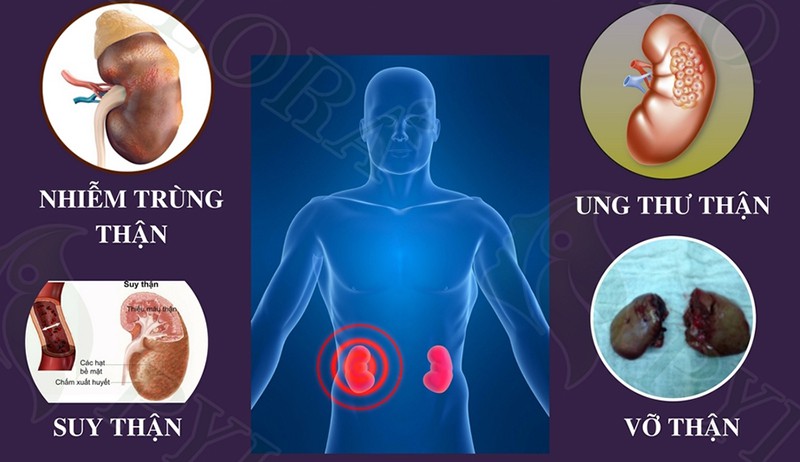 NHIỄM TRÙNG
THẬN
UNG THƯ THẬN
Suy thận
Thiếu máu thận
Các hạt
bề mặt
Chấm xuất huyết
SUY THẬN
VỠ THẬN